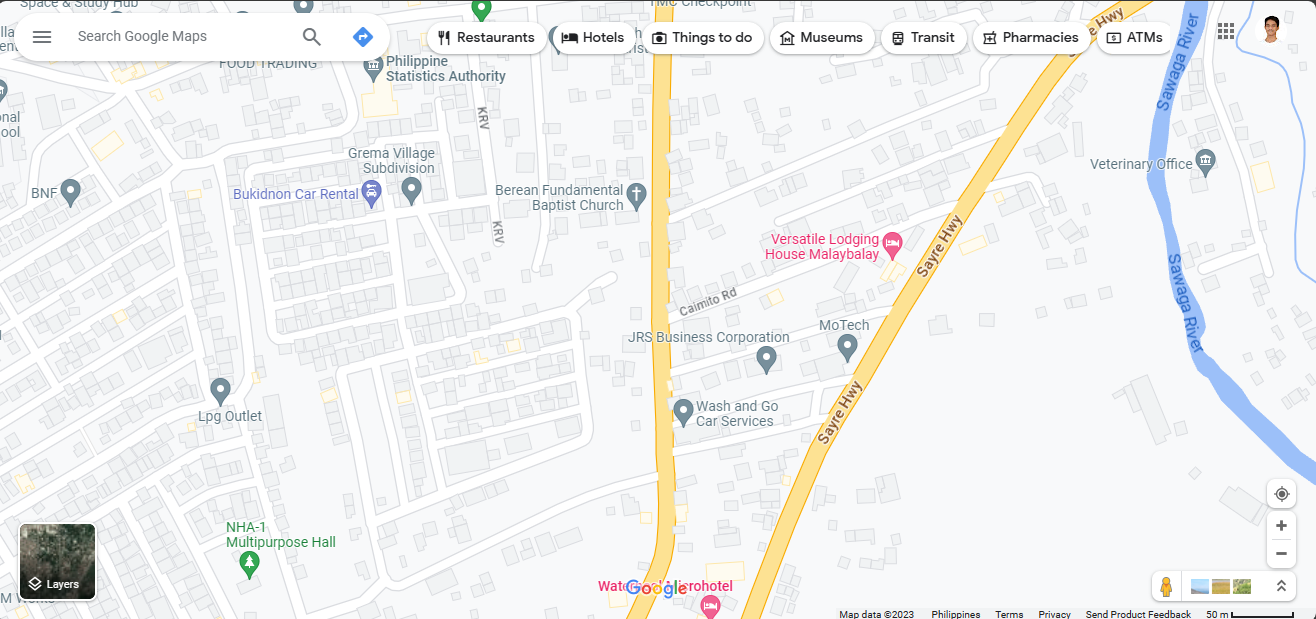 Space & Study Hub
TMC Checkpoint
Search Google Maps
Restaurants
Hotels
Things to do
Museums
Transit
Pharmacies
ATMs
FOOD TRADING
Philippine
Statistics Authority
KRV
Sayre Hwy
Sawaga River
Grema Village
Subdivision
Veterinary Office
BNF
Bukidnon Car Rental
Berean Fundamental
Baptist Church
KRV
Versatile Lodging
House Malaybalay
Sayre Hwy
Sawaga River
Caimito Rd
JRS Business Corporation
MoTech
Lpg Outlet
Wash and Go
Car Services
Sayre Hwy
NHA-1
Multipurpose Hall
Layers
Google
Map data ©2023
Philippines
Terms
Privacy
Send Product Feedback
50 m